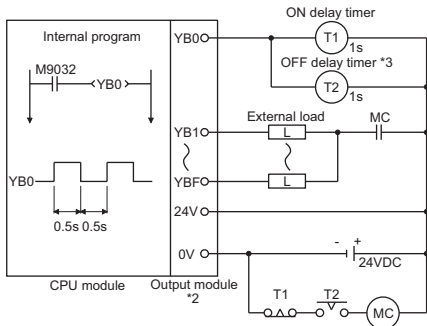 ON delay timer
Internal program
YB0
T1
1s
M9032
YB0
OFF delay timer *3
T2
1s
External load
MC
YB1
L
YB0
YBF
L
0.5s 0.5s
24V
0V
- +
24VDC
CPU module
Output module
*2
T1
T2
MC